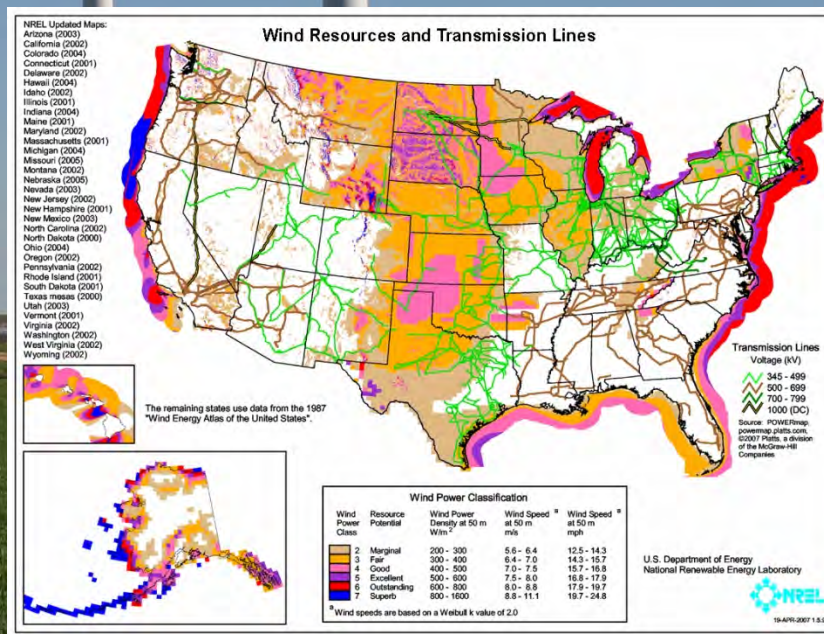 Wind Resources and Transmission Lines
NREL Updated Maps:
Arizona (2003)
California (2002)
Colorado (2004)
Connecticut (2001)
Delaware (2002)
Hawaii (2004)
Idaho (2002)
Illinois (2001)
Indiana (2004)
Maine (2001)
Maryland (2002)
Massachusetts (2001)
Michigan (2004)
Missouri (2005)
Montana (2002)
Nebraska (2005)
Nevada (2003)
New Jersey (2002)
New Hampshire (2001)
New Mexico (2003)
North Carolina (2002)
North Dakota (2000)
Ohio (2004)
Oregon (2002)
Pennsylvania (2002)
Rhode Island (2001)
South Dakota (2001)
Texas mesas (2000)
Utah (2003)
Vermont (2001)
Virginia (2002)
Washington (2002)
West Virginia (2002)
Wyoming (2002)
The remaining states use data from the 1987
"Wind Energy Atlas of the United States".
Transmission Lines
Voltage (kV)
345 - 499
500 - 699
700 - 799
1000 (DC)
Source: POWERmap,
powermap.platts.com,
©2007 Platts, a division
of the McGraw-Hill
Companies
Wind Power Classification
Wind Power Class Resource Potential Wind Power Density at 50 m W/m² Wind Speed a at 50 m m/s Wind Speed a at 50 m mph
2 Marginal 200 - 300 5.6 - 6.4 12.5 - 14.3
3 Fair 300 - 400 6.4 - 7.0 14.3 - 15.7
4 Good 400 - 500 7.0 - 7.5 15.7 - 16.8
5 Excellent 500 - 600 7.5 - 8.0 16.8 - 17.9
6 Outstanding 600 - 800 8.0 - 8.8 17.9 - 19.7
7 Superb 800 - 1600 8.8 - 11.1 19.7 - 24.8
a Wind speeds are based on a Weibull k value of 2.0
U.S. Department of Energy
National Renewable Energy Laboratory
NREL
19-APR-2007